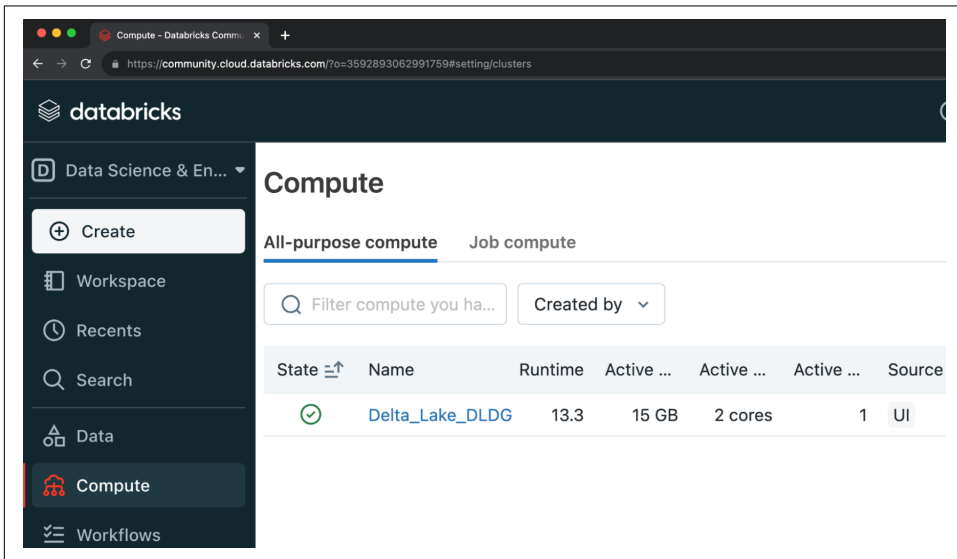 Compute - Databricks Commu
https://community.cloud.databricks.com/?o=3592893062991759#setting/clusters
databricks
D Data Science & En...
Create
Workspace
Recents
Search
Data
Compute
Workflows
Compute
All-purpose compute Job compute
Filter compute you ha... Created by
State Name Runtime Active ... Active ... Active ... Source
Delta_Lake_DLDG 13.3 15 GB 2 cores 1 UI